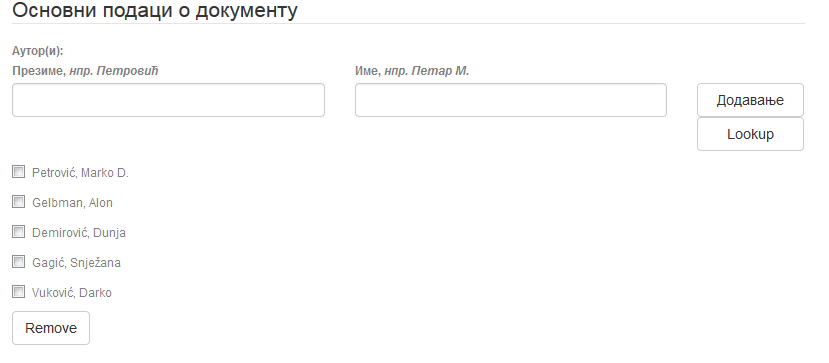 Основни подаци о документу
Аутор(и):
Презиме, нпр. Петровић
Име, нпр. Петар М.
Додавање
Lookup
Petrović, Marko D.
Gelbman, Alon
Demirović, Dunja
Gagić, Snježana
Vuković, Darko
Remove